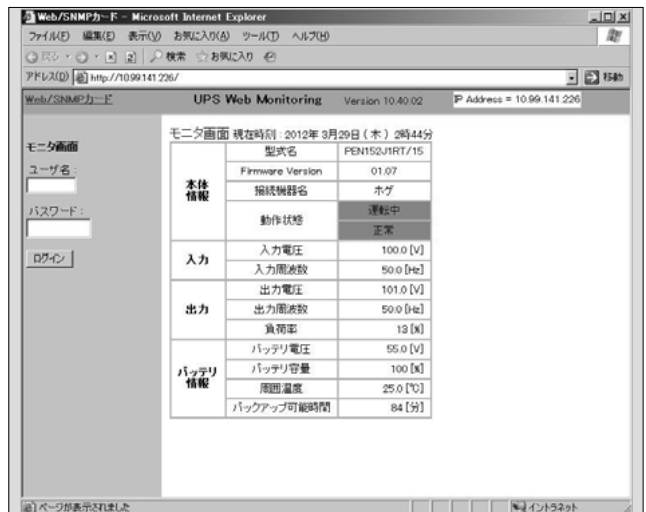 Web/SNMPカード - Microsoft Internet Explorer
ファイル(F) 編集(E) 表示(V) お気に入り(A) ツール(T) ヘルプ(H)
戻る 検索 お気に入り
アドレス(D) http://10.99.141.226/ 移動
Web/SNMPカード UPS Web Monitoring Version 10.40.02 IP Address = 10.99.141.226
モニタ画面
ユーザ名 :
パスワード :
ログイン
モニタ画面 現在時刻 : 2012年 3月29日 ( 木 ) 2時44分
本体情報
型式名 PEN152J1RT/15
Firmware Version 01.07
接続機器名 ホゲ
動作状態 運転中
正常
入力
入力電圧 100.0 [V]
入力周波数 50.0 [Hz]
出力
出力電圧 101.0 [V]
出力周波数 50.0 [Hz]
負荷率 13 [%]
バッテリ情報
バッテリ電圧 55.0 [V]
バッテリ容量 100 [%]
周囲温度 25.0 [℃]
バックアップ可能時間 84 [分]
ページが表示されました イントラネット